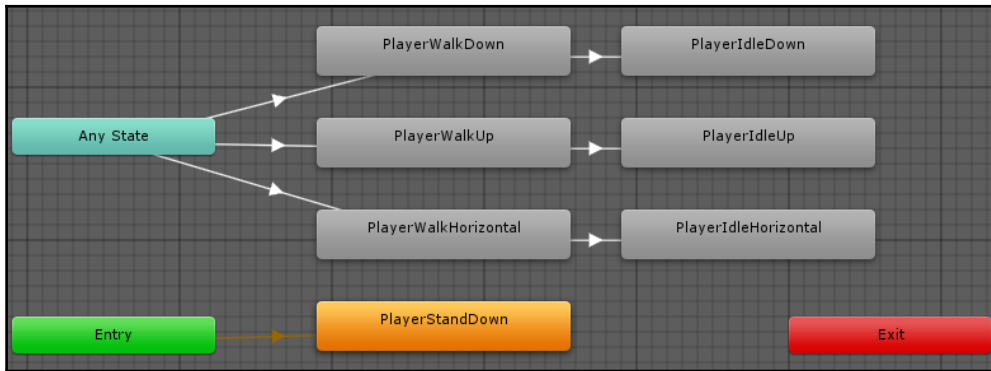 PlayerWalkDown
PlayerIdleDown
Any State
PlayerWalkUp
PlayerIdleUp
PlayerWalkHorizontal
PlayerIdleHorizontal
PlayerStandDown
Entry
Exit